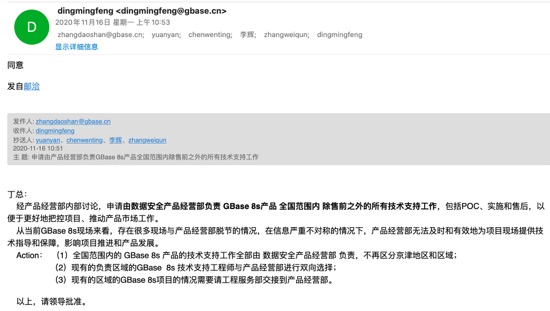 D
dingmingfeng <dingmingfeng@gbase.cn>
2020年11月16日 星期一 上午10:53
zhangdaoshan@gbase.cn; yuanyan; chenwenting; 李辉; zhangweiqun; dingmingfeng
显示详细信息
同意
发自邮洽
发件人: zhangdaoshan@gbase.cn
收件人: dingmingfeng
抄送人: yuanyan、chenwenting、李辉、zhangweiqun
2020-11-16 10:51
主 题: 申请由产品经营部负责GBase 8s产品全国范围内除售前之外的所有技术支持工作
丁总：
经产品经营部内部讨论，申请由数据安全产品经营部负责 GBase 8s产品 全国范围内 除售前之外的所有技术支持工作，包括POC、实施和售后，以
便于更好地把控项目、推动产品市场工作。
从当前GBase 8s现场来看，存在很多现场与产品经营部脱节的情况，在信息严重不对称的情况下，产品经营部无法及时和有效地为项目现场提供技
术指导和保障，影响项目推进和产品发展。
Action： （1）全国范围内的 GBase 8s 产品的技术支持工作全部由 数据安全产品经营部 负责，不再区分京津地区和区域；
（2）现有的负责区域的GBase 8s 技术支持工程师与产品经营部进行双向选择；
（3）现有的区域的GBase 8s项目的情况需要请工程服务部交接到产品经营部。
以上，请领导批准。